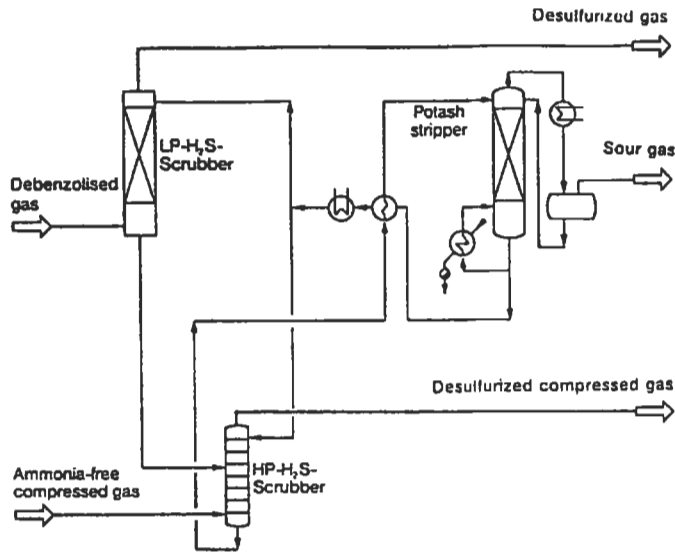 Desulfurized gas
Potash
stripper
LP-H₂S-
Scrubber
Sour gas
Debenzolised
gas
Desulfurized compressed gas
HP-H₂S-
Scrubber
Ammonia-free
compressed gas